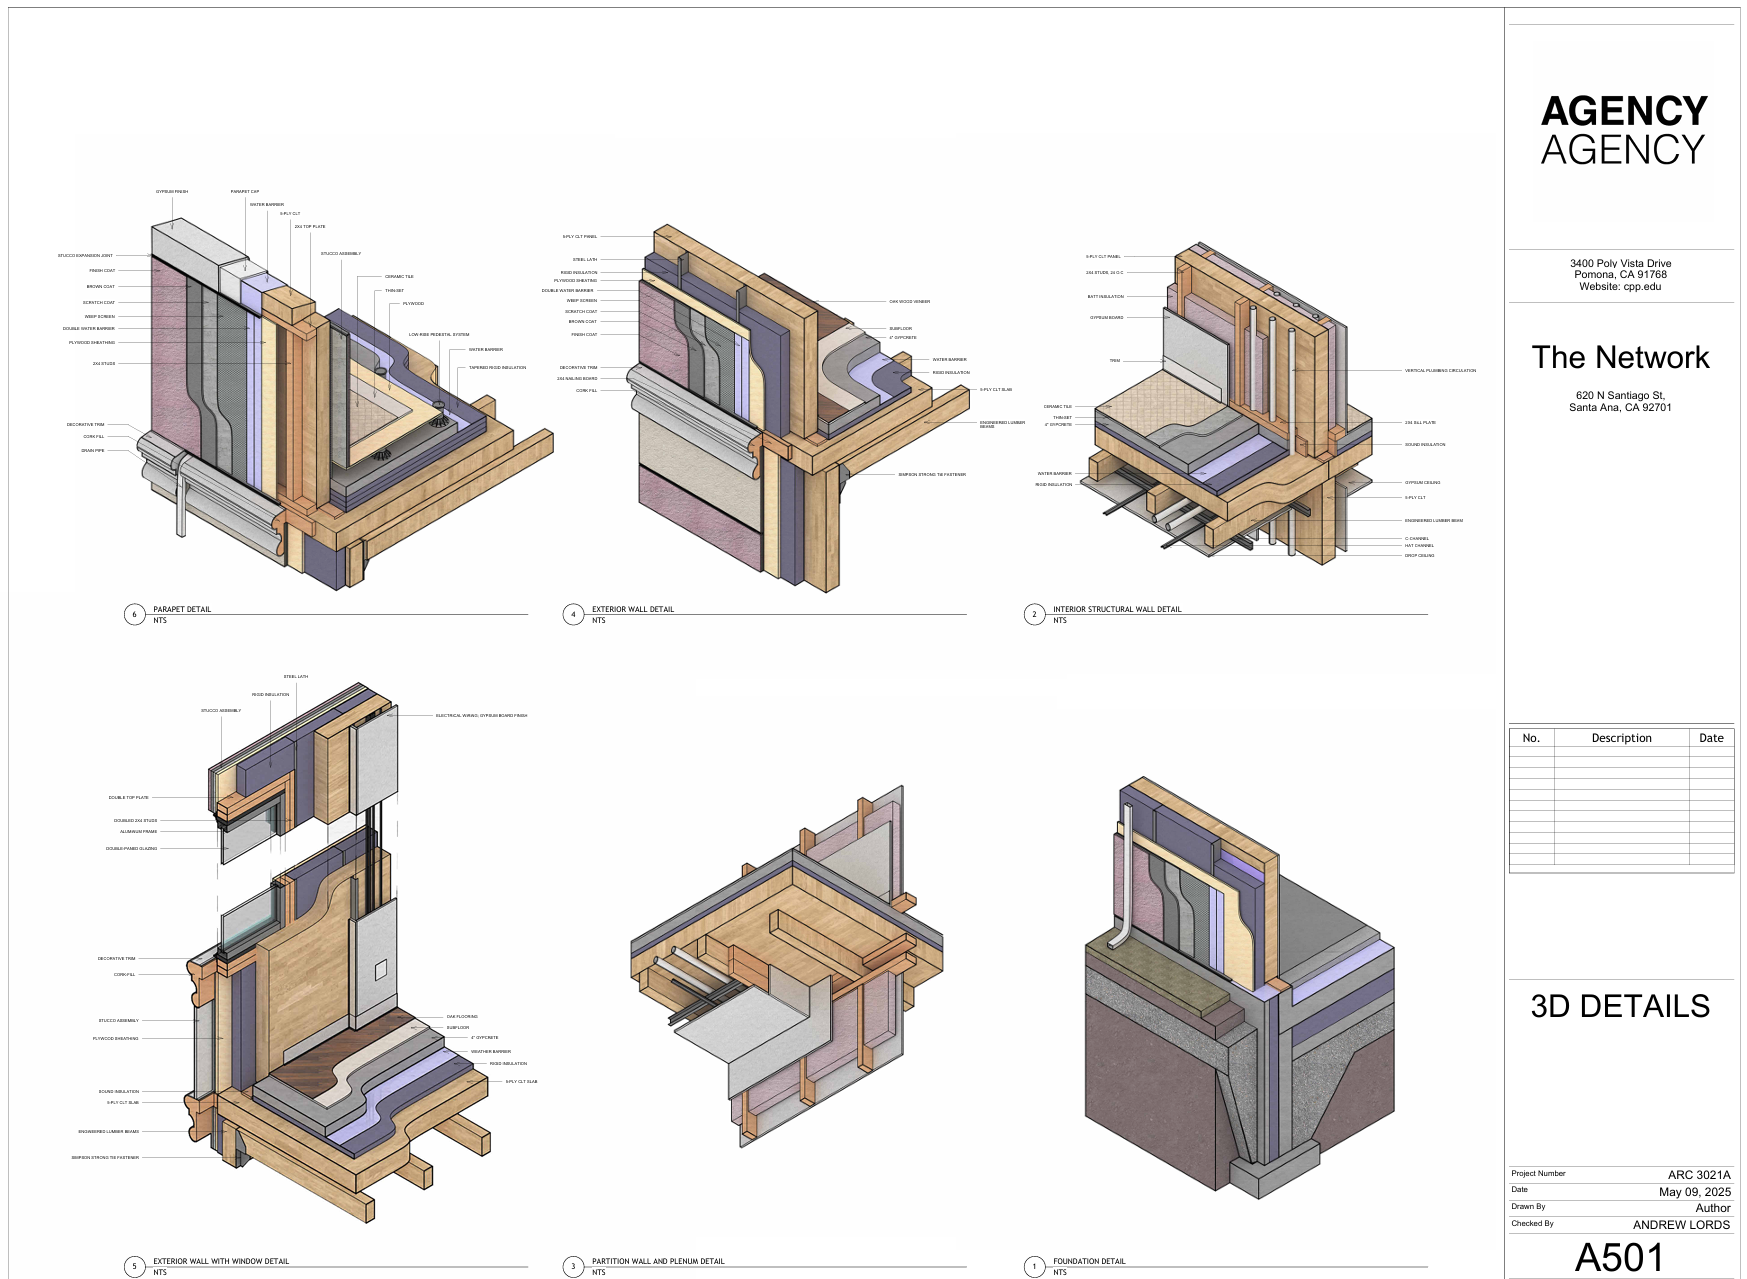 GYPSUM FINISH
PARAPET CAP
WATER BARRIER
5-PLY CLT
2X4 TOP PLATE
STUCCO ASSEMBLY
STUCCO EXPANSION JOINT
FINISH COAT
BROWN COAT
SCRATCH COAT
WEEP SCREEN
DOUBLE WATER BARRIER
PLYWOOD SHEATHING
2X4 STUDS
DECORATIVE TRIM
CORK FILL
DRAIN PIPE
CERAMIC TILE
THIN-SET
PLYWOOD
LOW-RISE PEDESTAL SYSTEM
WATER BARRIER
TAPERED RIGID INSULATION
6
PARAPET DETAIL
NTS
5-PLY CLT PANEL
STEEL LATH
RIGID INSULATION
PLYWOOD SHEATING
DOUBLE WATER BARRIER
WEEP SCREEN
SCRATCH COAT
BROWN COAT
FINISH COAT
DECORATIVE TRIM
2X4 NAILING BOARD
CORK FILL
OAK WOOD VENEER
SUBFLOOR
4" GYPCRETE
WATER BARRIER
RIGID INSULATION
5-PLY CLT SLAB
ENGINEERED LUMBER
BEAMS
SIMPSON STRONG TIE FASTENER
4
EXTERIOR WALL DETAIL
NTS
5-PLY CLT PANEL
2X4 STUDS, 24 O.C
BATT INSULATION
GYPSUM BOARD
TRIM
CERAMIC TILE
THIN-SET
4" GYPCRETE
WATER BARRIER
RIGID INSULATION
VERTICAL PLUMBING CIRCULATION
2X4 SILL PLATE
SOUND INSULATION
GYPSUM CEILING
5-PLY CLT
ENGINEERED LUMBER BEAM
C-CHANNEL
HAT CHANNEL
DROP CEILING
2
INTERIOR STRUCTURAL WALL DETAIL
NTS
STEEL LATH
RIGID INSULATION
STUCCO ASSEMBLY
ELECTRICAL WIRING; GYPSUM BOARD FINISH
DOUBLE TOP PLATE
DOUBLED 2X4 STUDS
ALUMINUM FRAME
DOUBLE-PANED GLAZING
DECORATIVE TRIM
CORK-FILL
STUCCO ASSEMBLY
PLYWOOD SHEATHING
SOUND INSULATION
5-PLY CLT SLAB
ENGINEERED LUMBER BEAMS
SIMPSON STRONG TIE FASTENER
OAK FLOORING
SUBFLOOR
4" GYPCRETE
WEATHER BARRIER
RIGID INSULATION
5-PLY CLT SLAB
5
EXTERIOR WALL WITH WINDOW DETAIL
NTS
3
PARTITION WALL AND PLENUM DETAIL
NTS
1
FOUNDATION DETAIL
NTS
AGENCY
AGENCY
3400 Poly Vista Drive
Pomona, CA 91768
Website: cpp.edu
The Network
620 N Santiago St,
Santa Ana, CA 92701
No. Description Date
3D DETAILS
Project Number ARC 3021A
Date May 09, 2025
Drawn By Author
Checked By ANDREW LORDS
A501